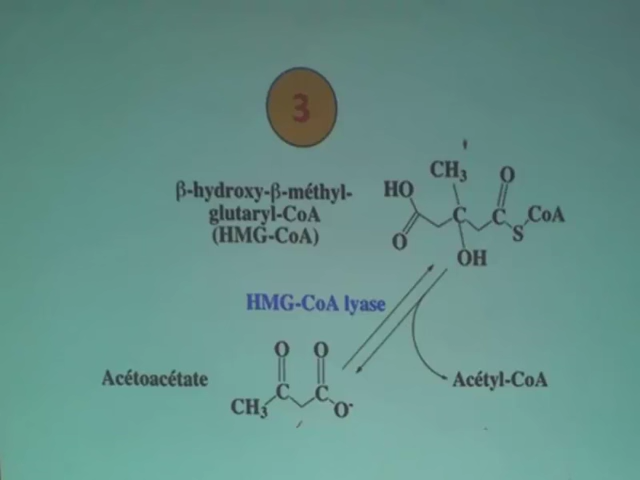 3
β-hydroxy-β-méthyl-
glutaryl-CoA
(HMG-CoA)
CH₃
O
HO
C
C
CoA
O
S
OH
HMG-CoA lyase
O
O
Acétoacétate
C
C
CH₃
O⁻
Acétyl-CoA